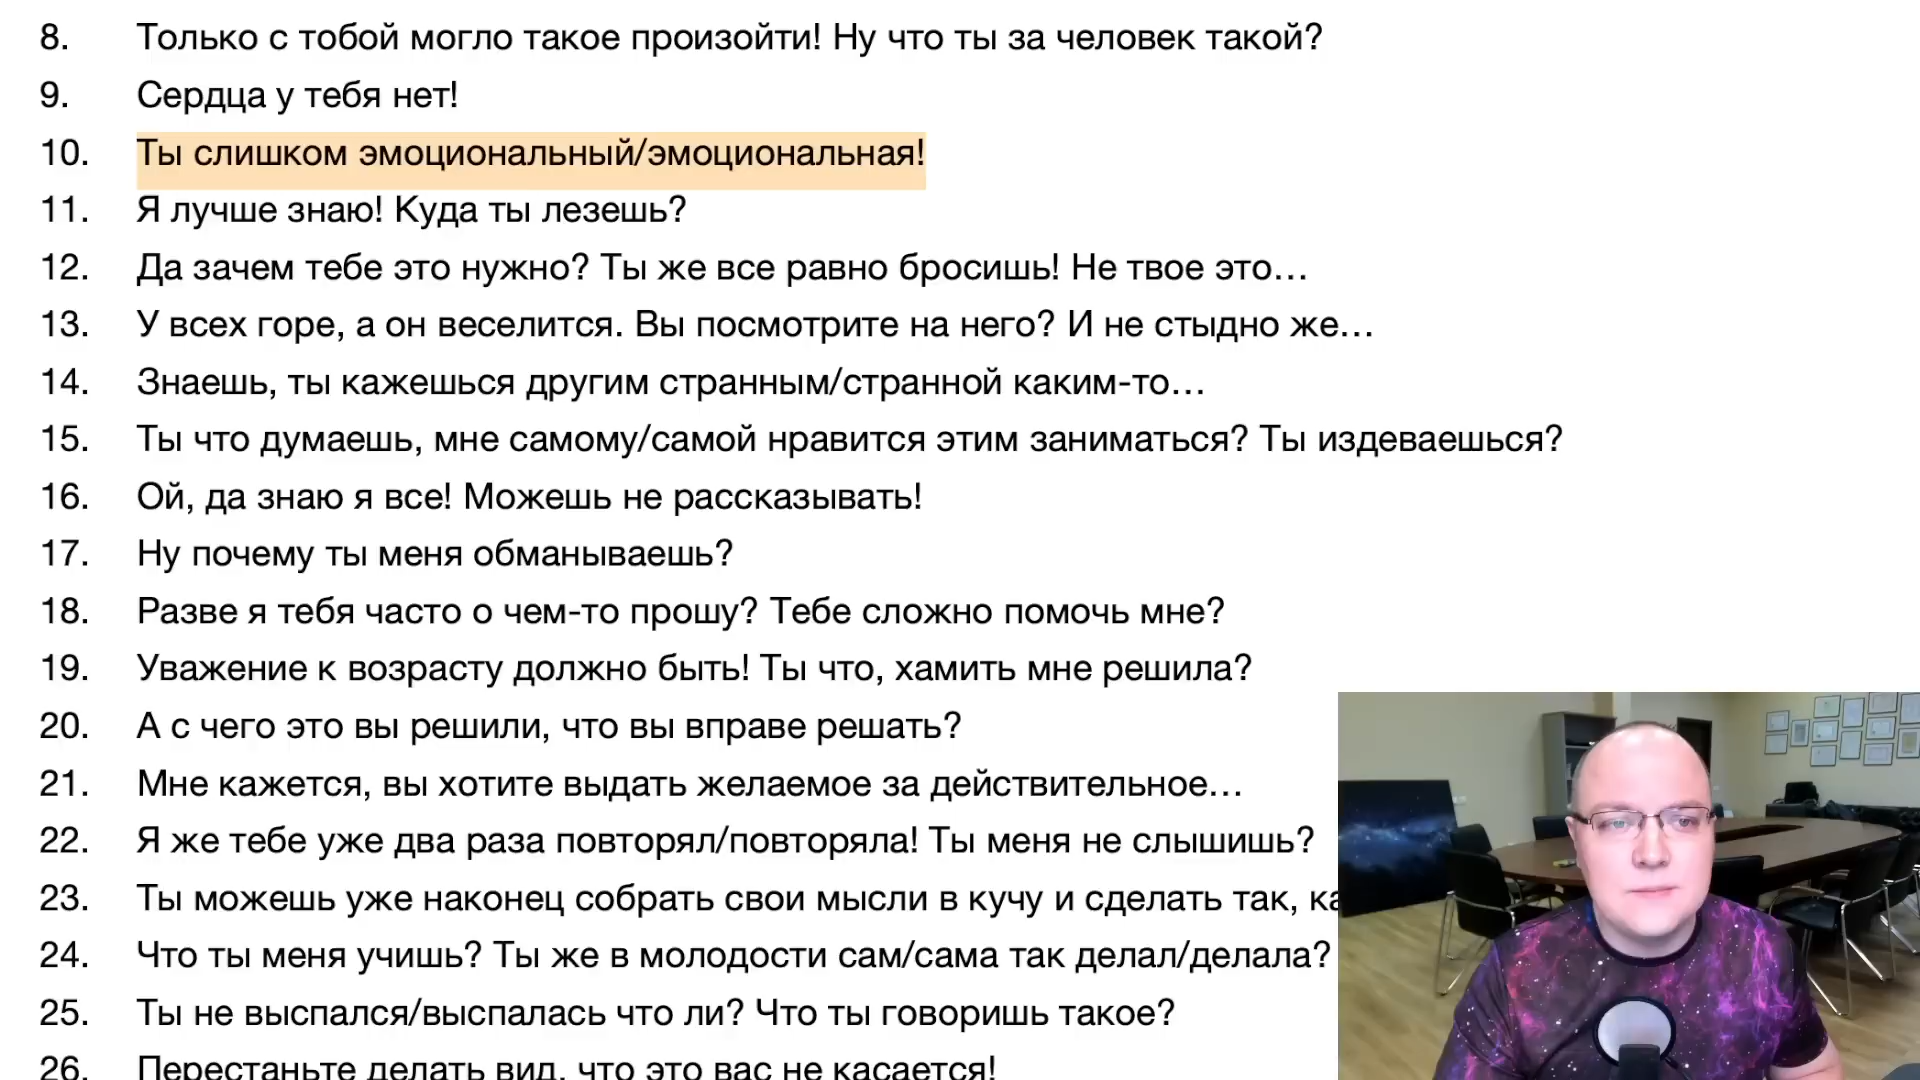 8. Только с тобой могло такое произойти! Ну что ты за человек такой?
9. Сердца у тебя нет!
10. Ты слишком эмоциональный/эмоциональная!
11. Я лучше знаю! Куда ты лезешь?
12. Да зачем тебе это нужно? Ты же все равно бросишь! Не твое это…
13. У всех горе, а он веселится. Вы посмотрите на него? И не стыдно же…
14. Знаешь, ты кажешься другим странным/странной каким-то…
15. Ты что думаешь, мне самому/самой нравится этим заниматься? Ты издеваешься?
16. Ой, да знаю я все! Можешь не рассказывать!
17. Ну почему ты меня обманываешь?
18. Разве я тебя часто о чем-то прошу? Тебе сложно помочь мне?
19. Уважение к возрасту должно быть! Ты что, хамить мне решила?
20. А с чего это вы решили, что вы вправе решать?
21. Мне кажется, вы хотите выдать желаемое за действительное…
22. Я же тебе уже два раза повторял/повторяла! Ты меня не слышишь?
23. Ты можешь уже наконец собрать свои мысли в кучу и сделать так,
24. Что ты меня учишь? Ты же в молодости сам/сама так делал/делала?
25. Ты не выспался/выспалась что ли? Что ты говоришь такое?
26. Перестаньте делать вид, что это вас не касается!